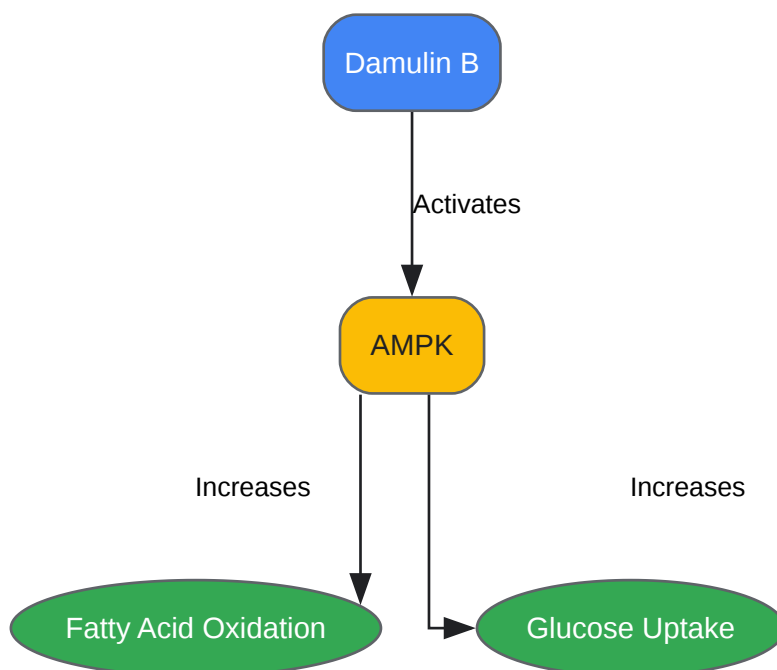 Damulin B
Activates
AMPK
Increases
Increases
Fatty Acid Oxidation
Glucose Uptake